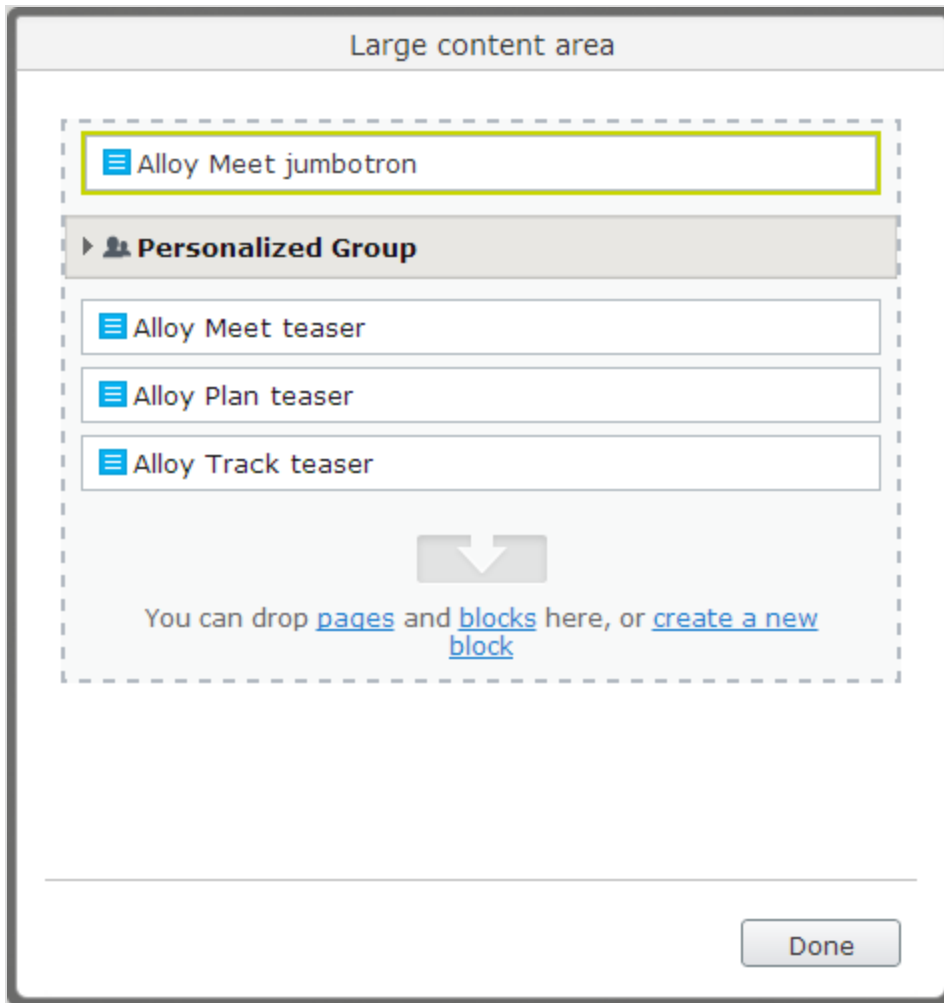 Large content area
Alloy Meet jumbotron
Personalized Group
Alloy Meet teaser
Alloy Plan teaser
Alloy Track teaser
You can drop pages and blocks here, or create a new
block
Done